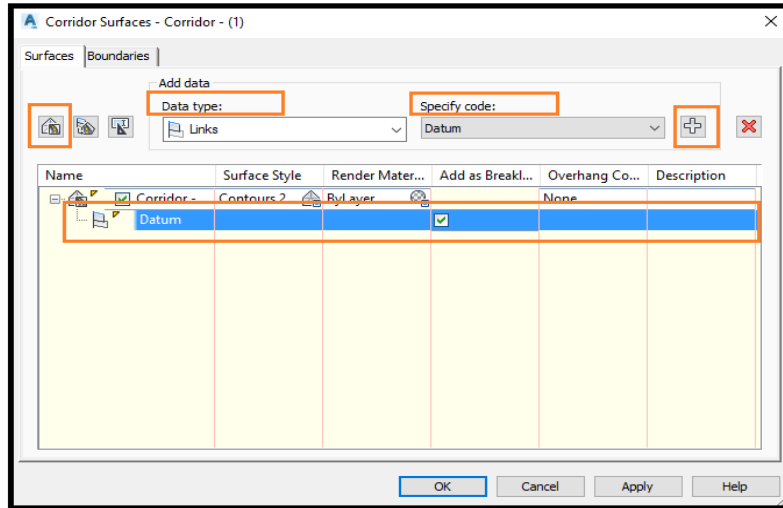 Corridor Surfaces - Corridor - (1)
Surfaces Boundaries
Add data
Data type: Specify code:
Links Datum
Name Surface Style Render Mater... Add as Breakl... Overhang Co... Description
Corridor - Contours 2 ByLayer None
Datum
OK Cancel Apply Help